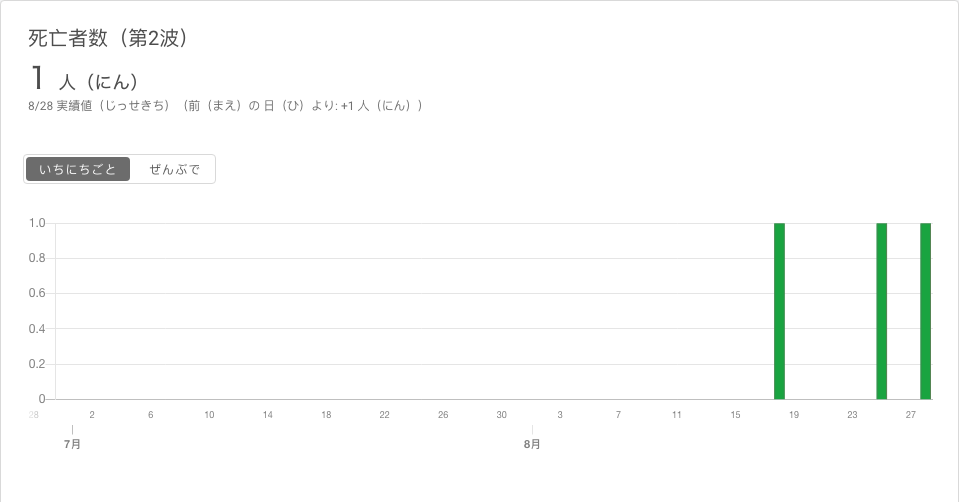 死亡者数（第2波）
1 人（にん）
8/28 実績値（じっせきち）（前（まえ）の 日（ひ）より: +1 人（にん））
いちにちごと ぜんぶで
1.0
0.8
0.6
0.4
0.2
0
28 2 6 10 14 18 22 26 30 3 7 11 15 19 23 27
7月 8月